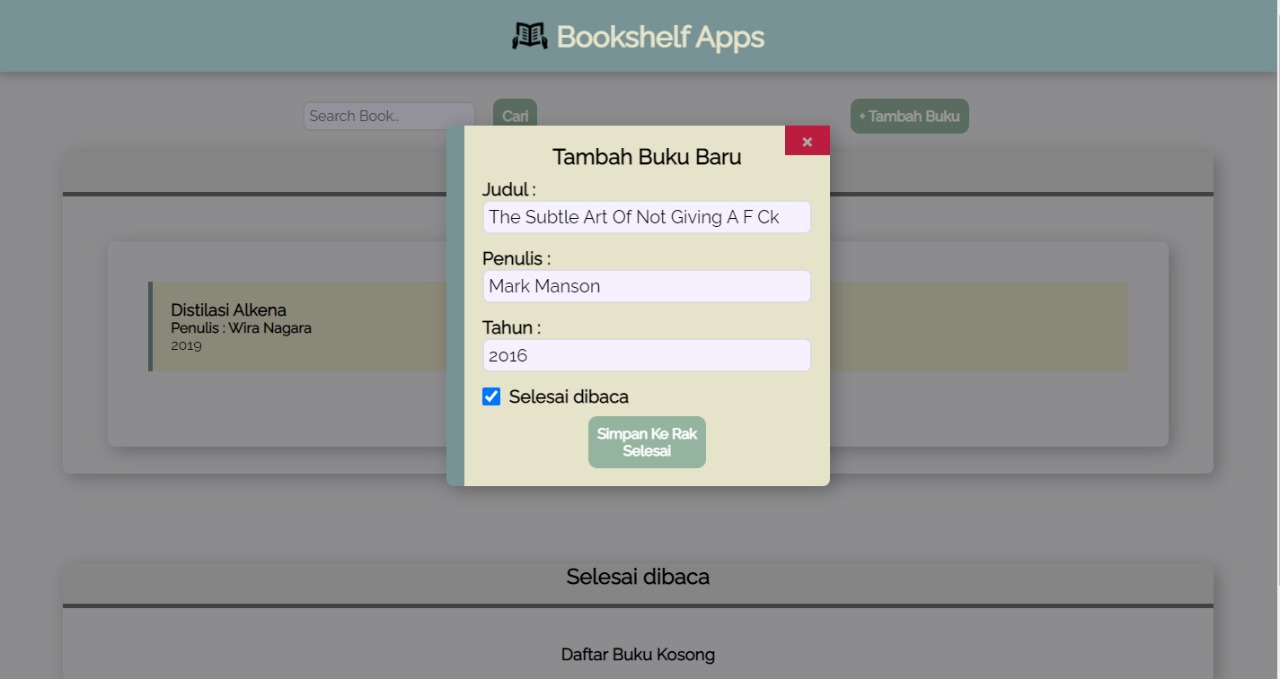 Bookshelf Apps
Search Book..
Cari
+ Tambah Buku
×
Tambah Buku Baru
Judul :
The Subtle Art Of Not Giving A F Ck
Penulis :
Mark Manson
Tahun :
2016
Selesai dibaca
Simpan Ke Rak
Selesai
Distilasi Alkena
Penulis : Wira Nagara
2019
Selesai dibaca
Daftar Buku Kosong